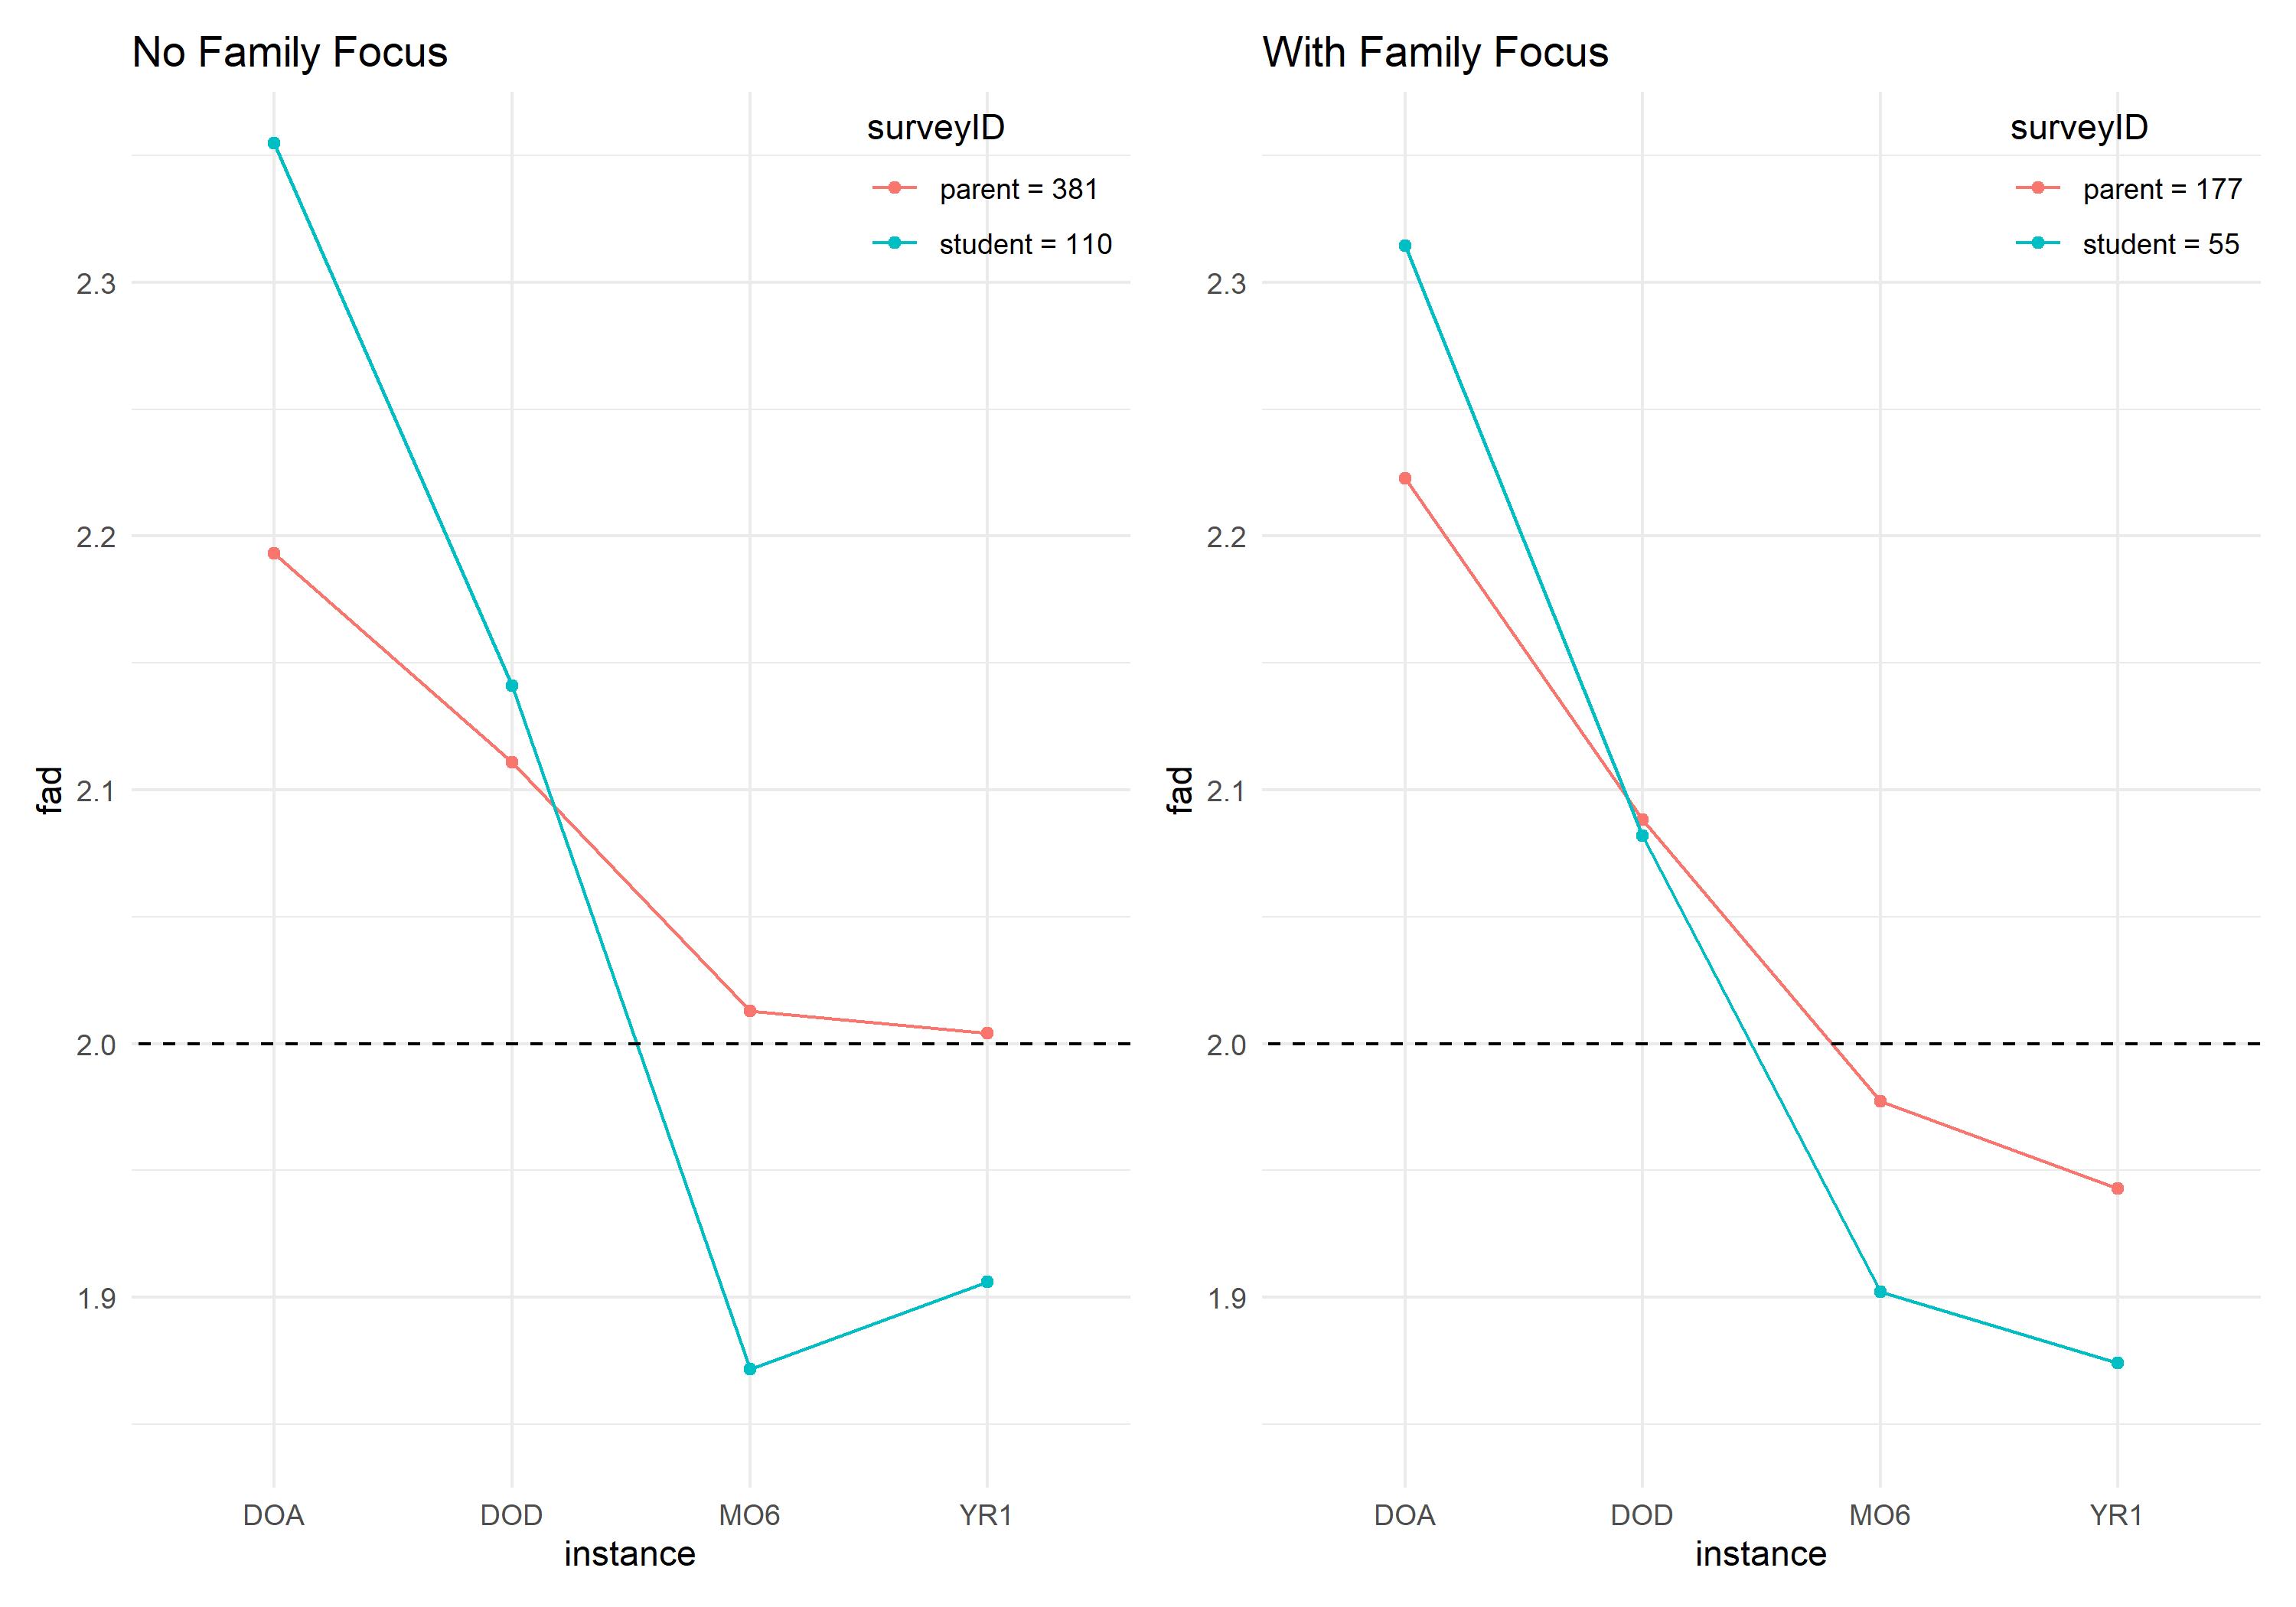 No Family Focus
surveyID
parent = 381
student = 110
2.3
2.2
2.1
2.0
1.9
fad
DOA DOD MO6 YR1
instance
With Family Focus
surveyID
parent = 177
student = 55
2.3
2.2
2.1
2.0
1.9
fad
DOA DOD MO6 YR1
instance